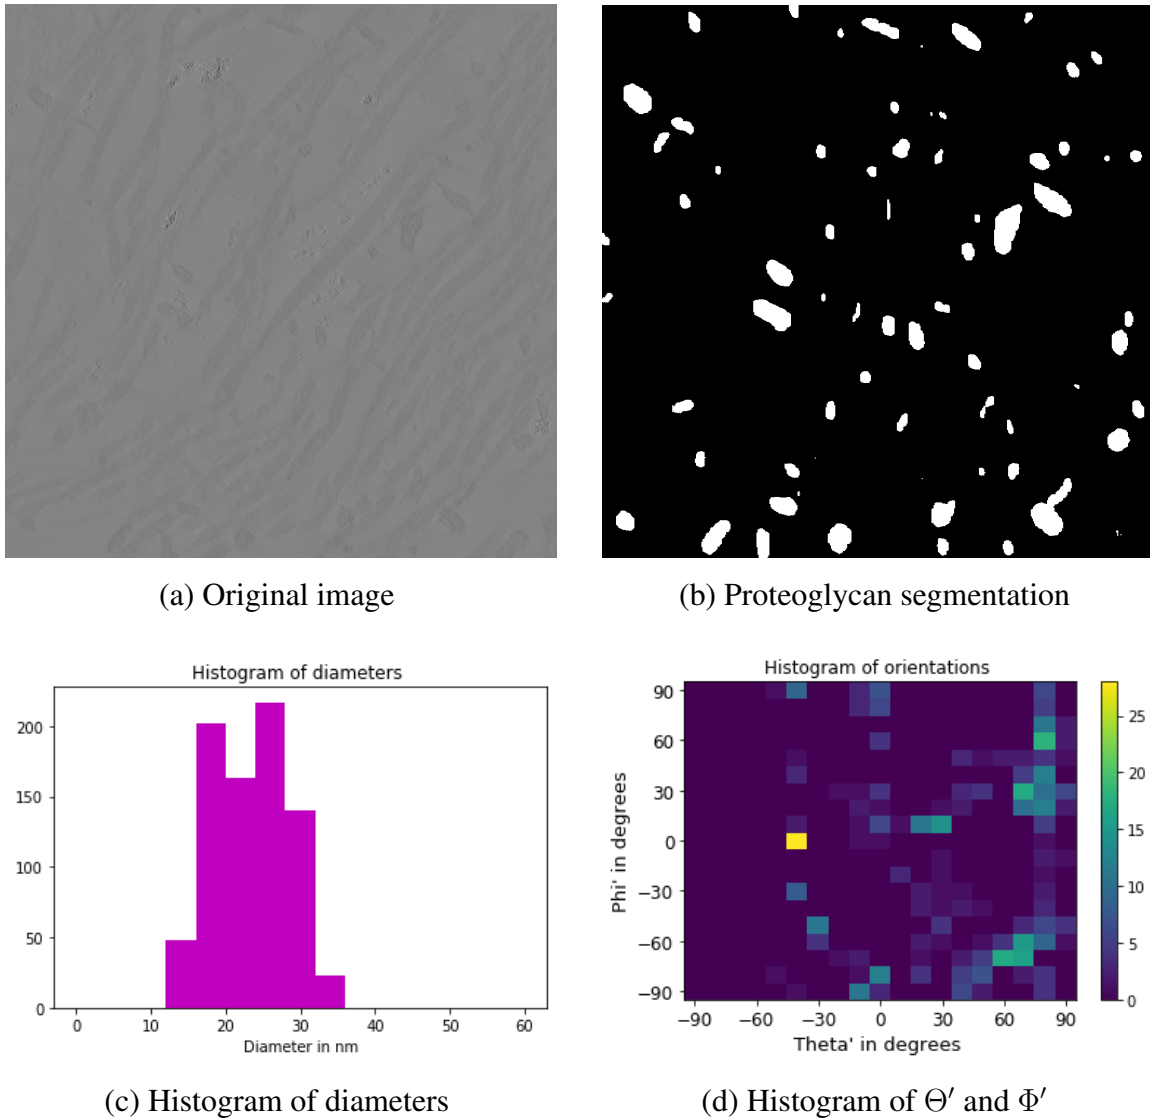 (a) Original image
(b) Proteoglycan segmentation
Histogram of diameters
200
150
100
50
0
0 10 20 30 40 50 60
Diameter in nm
(c) Histogram of diameters
Histogram of orientations
90
60
30
0
−30
−60
−90
Phi' in degrees
−90 −60 −30 0 30 60 90
Theta' in degrees
25
20
15
10
5
0
(d) Histogram of Θ′ and Φ′